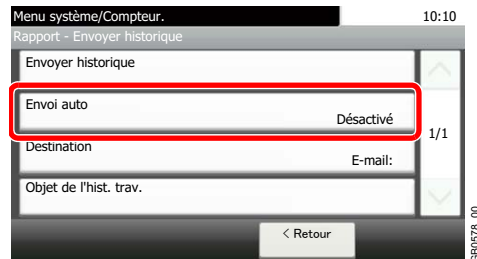 Menu système/Compteur.
10:10
Rapport - Envoyer historique
Envoyer historique
Envoi auto
Désactivé
1/1
Destination
E-mail:
Objet de l'hist. trav.
< Retour
GB0578_00